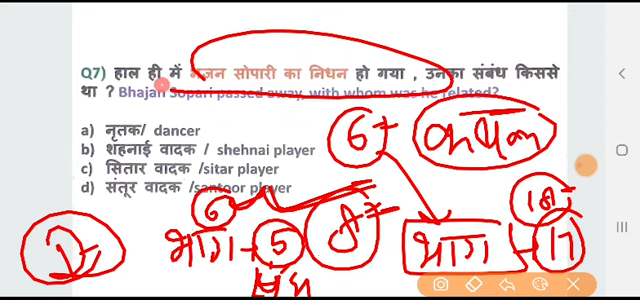 Q7) हाल ही में भजन सोपारी का निधन हो गया , उनका संबंध किससे
था ? Bhajan Sopari passed away, with whom was he related?
a) नृतक/ dancer
b) शहनाई वादक / shehnai player
c) सितार वादक /sitar player
d) संतूर वादक /santoor player
6
6
भाग - 5
भाग - 17